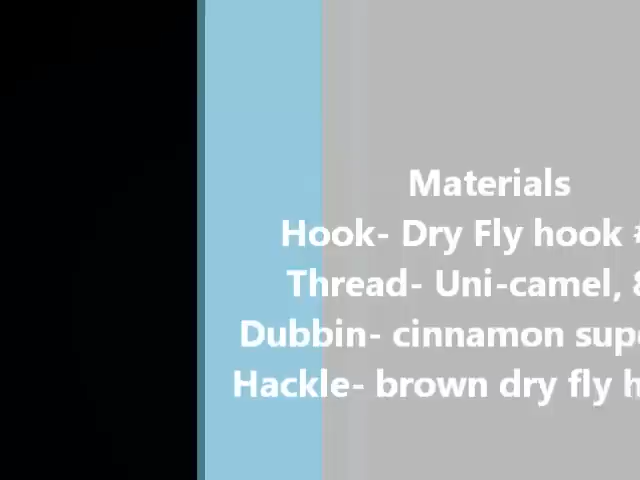 Materials
Hook- Dry Fly hook
Thread- Uni-camel,
Dubbin- cinnamon
Hackle- brown dry fly